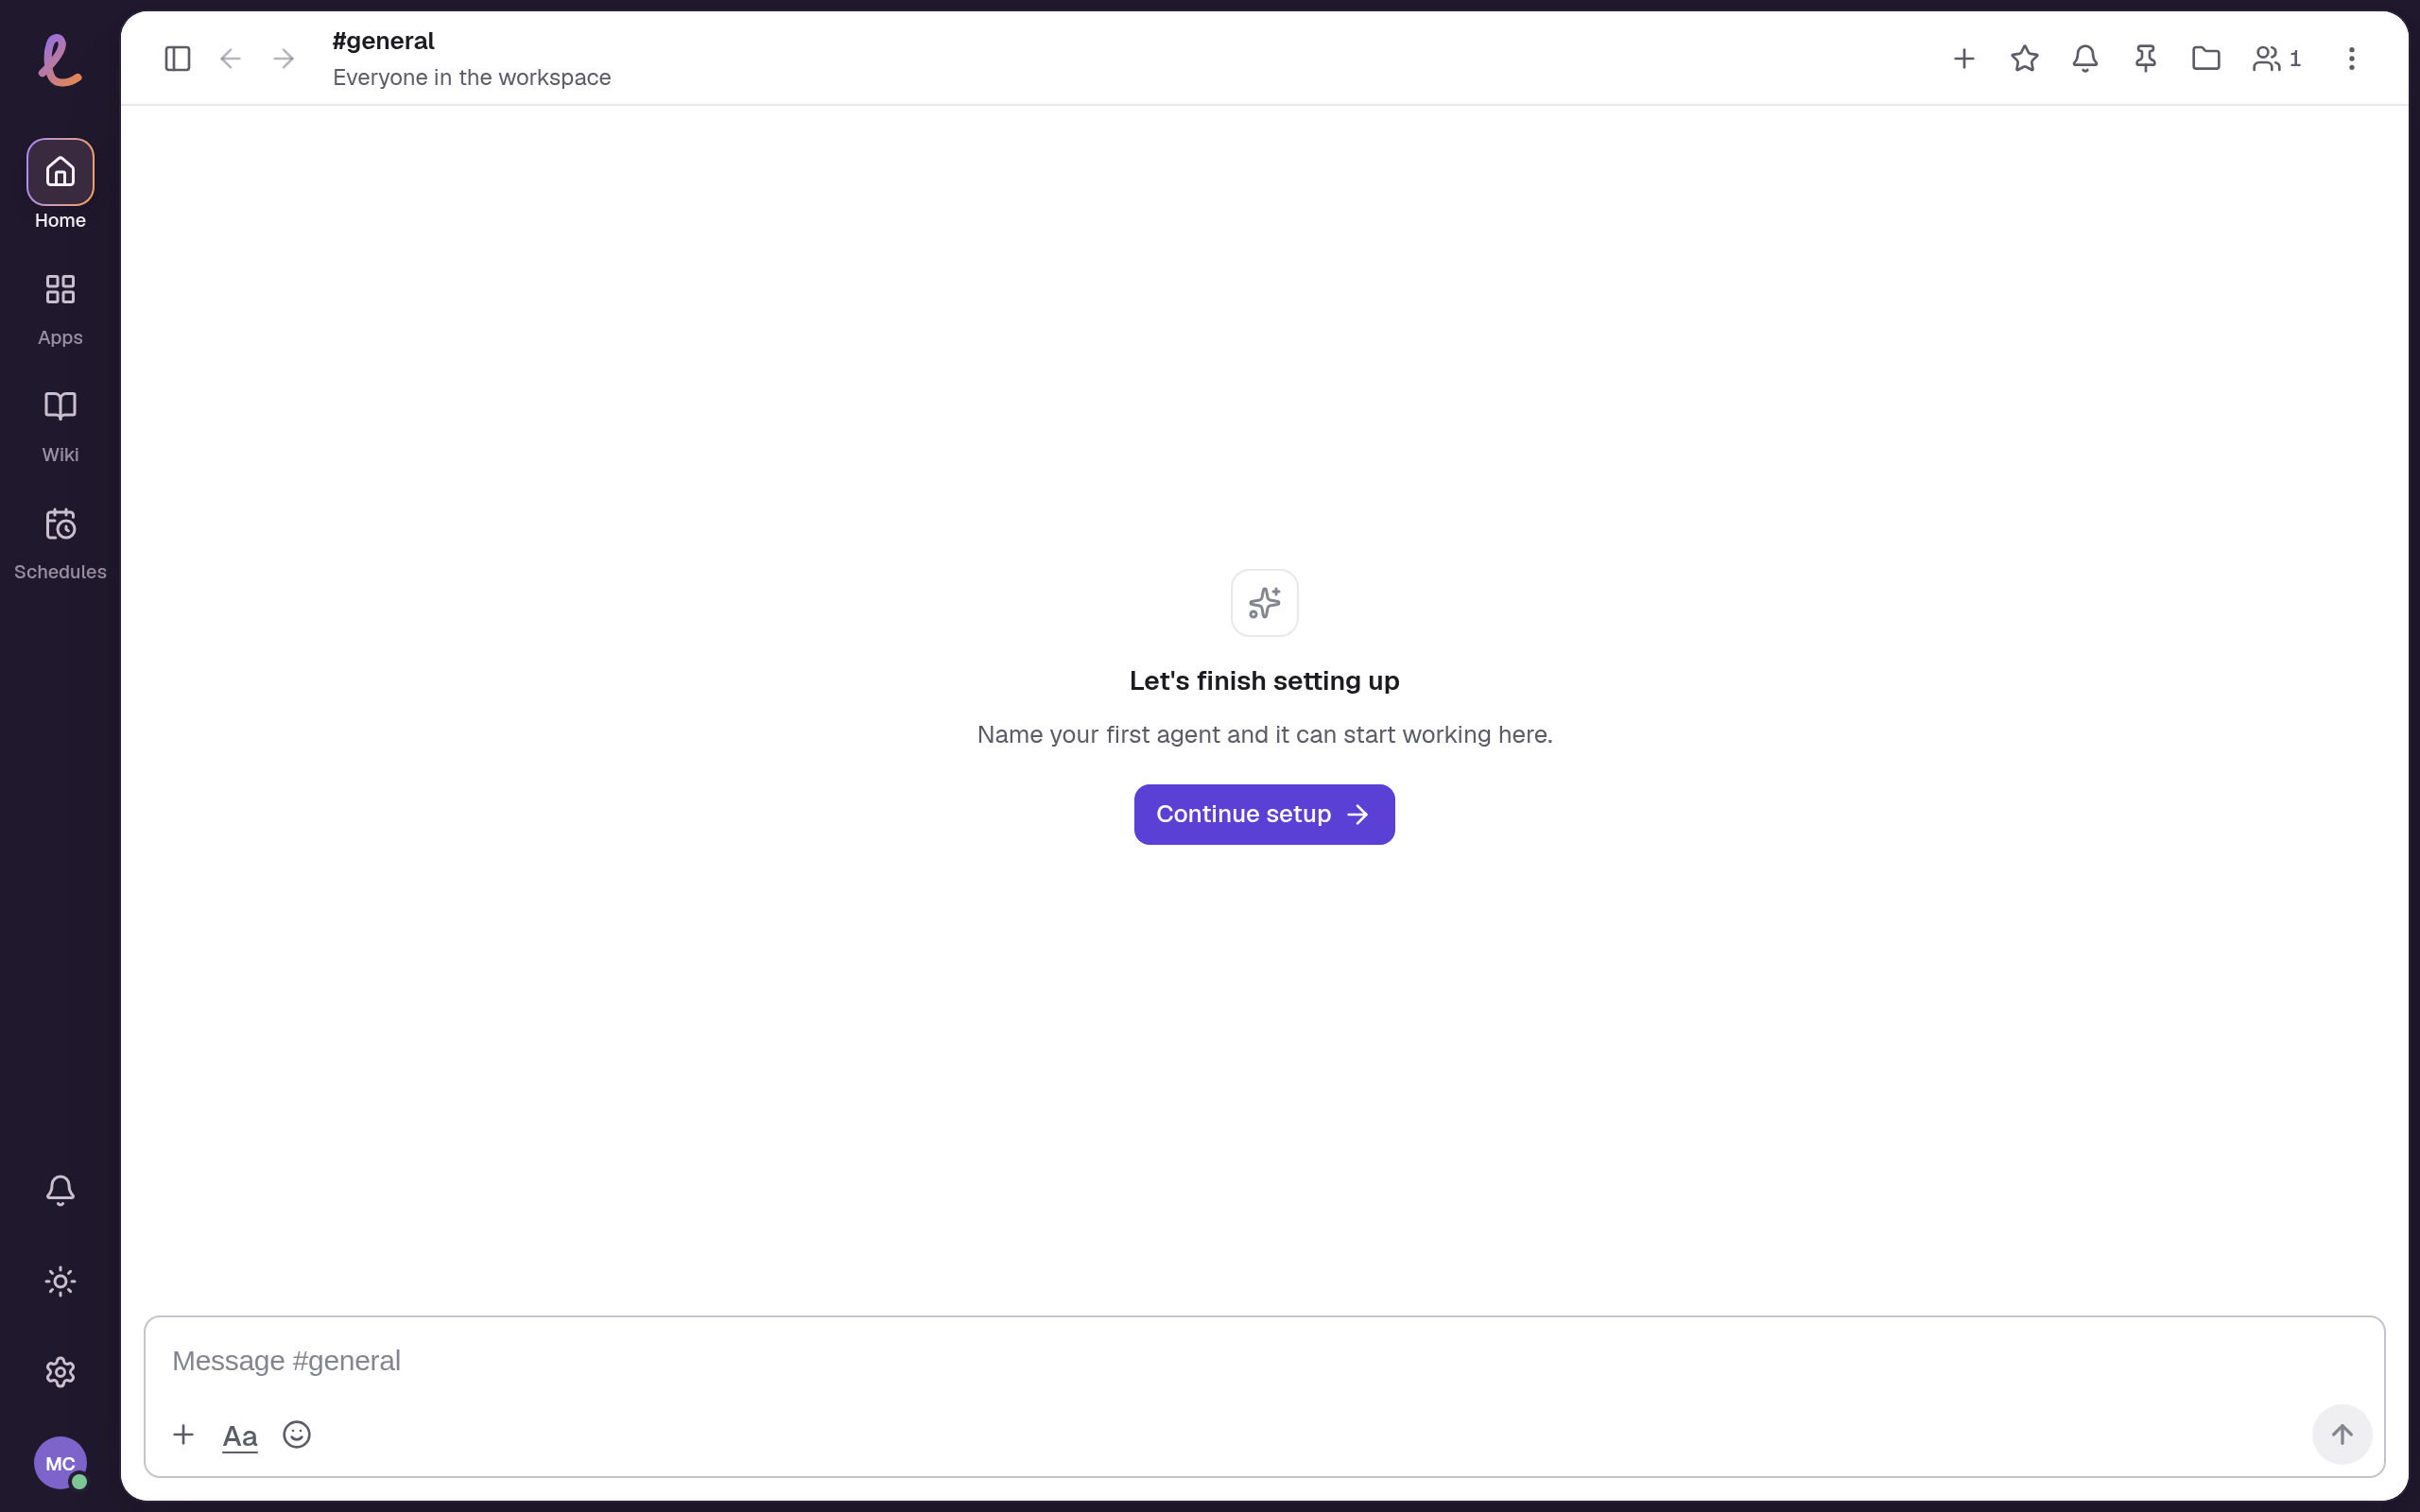 #general
Everyone in the workspace
1
Home
Apps
Wiki
Schedules
Let's finish setting up
Name your first agent and it can start working here.
Continue setup
Message #general
Aa
MC